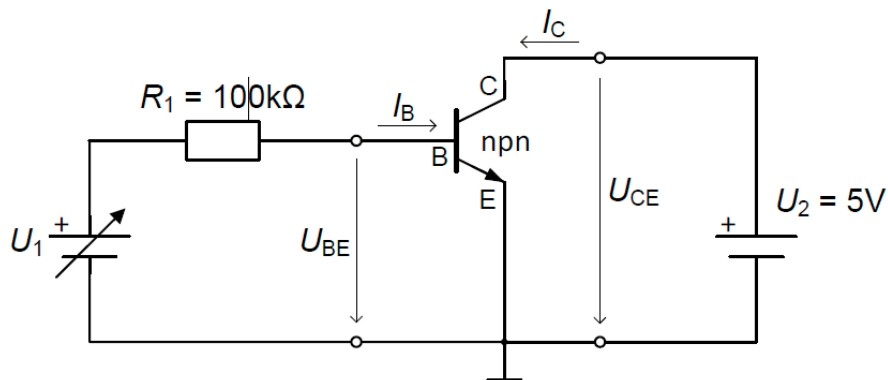 I_C
R_1 = 100kΩ
I_B
C
B
npn
E
U_1
+
U_BE
U_CE
+
U_2 = 5V